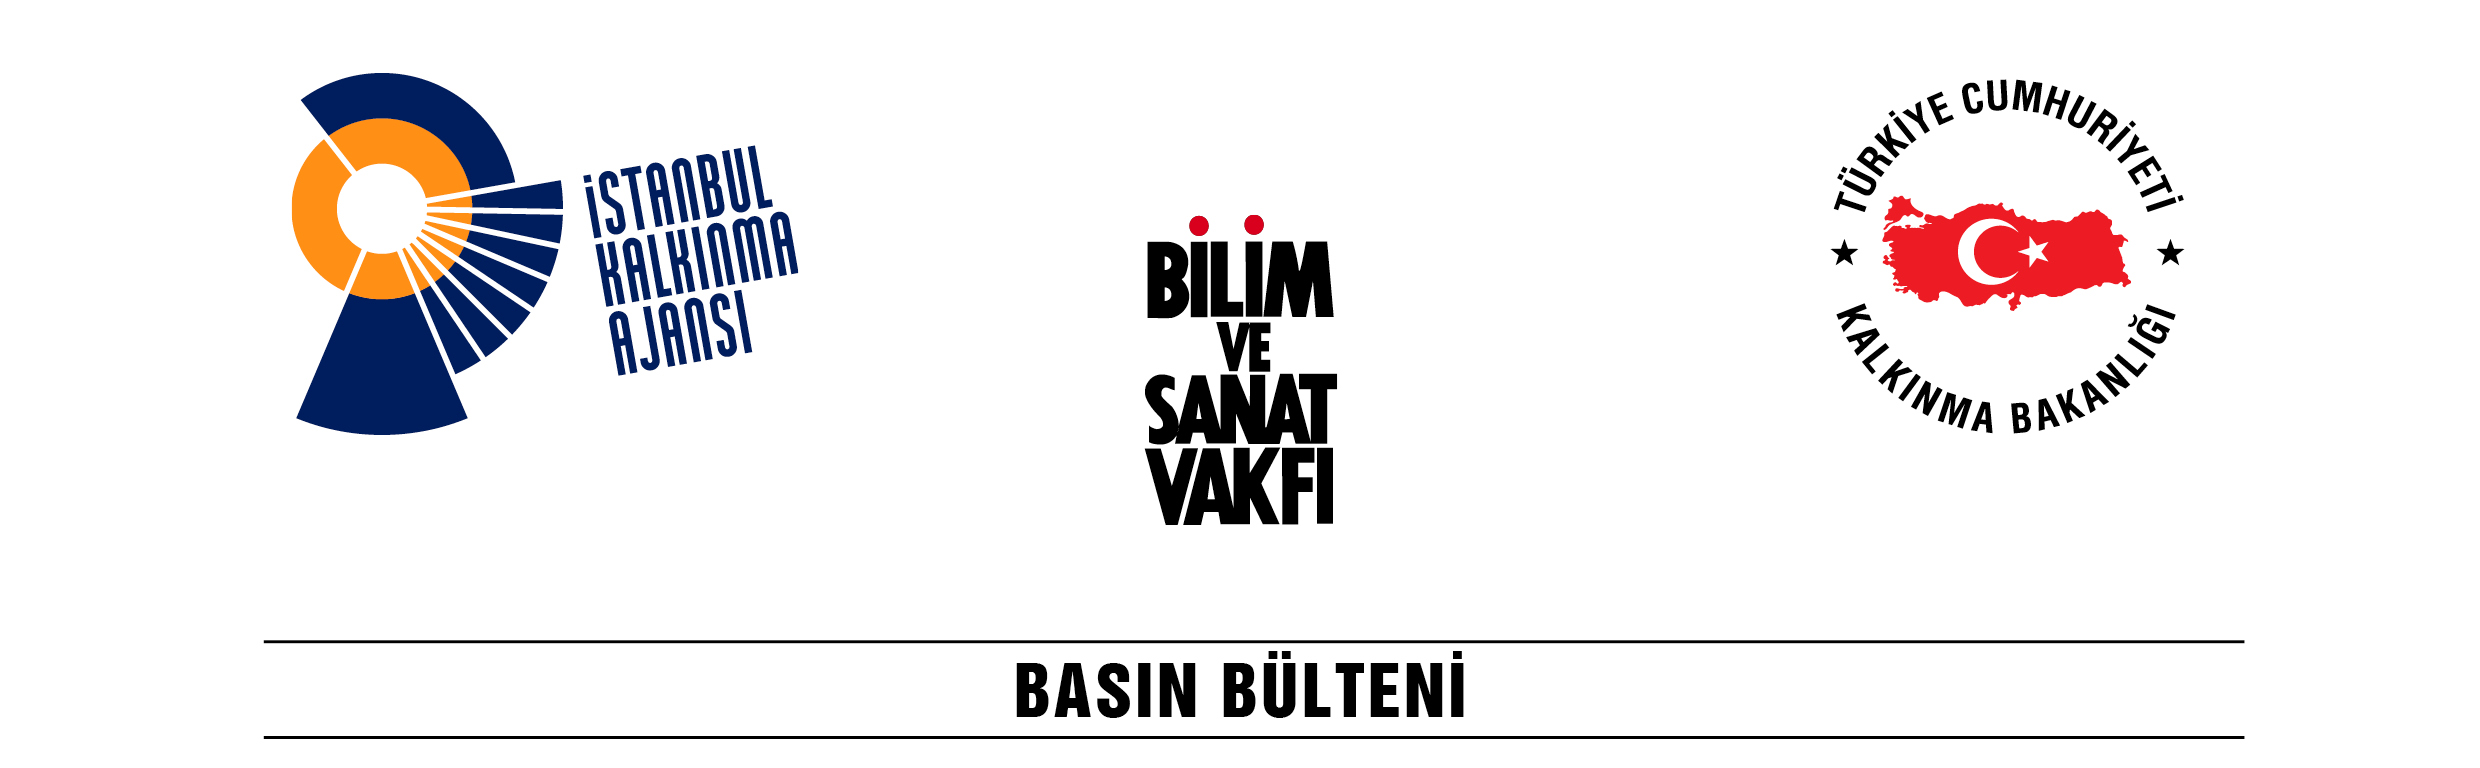 İSTANBUL
KALKINMA
AJANSI
BİLİM
VE
SANAT
VAKFI
TÜRKİYE CUMHURİYETİ
KALKINMA BAKANLIĞI
BASIN BÜLTENİ